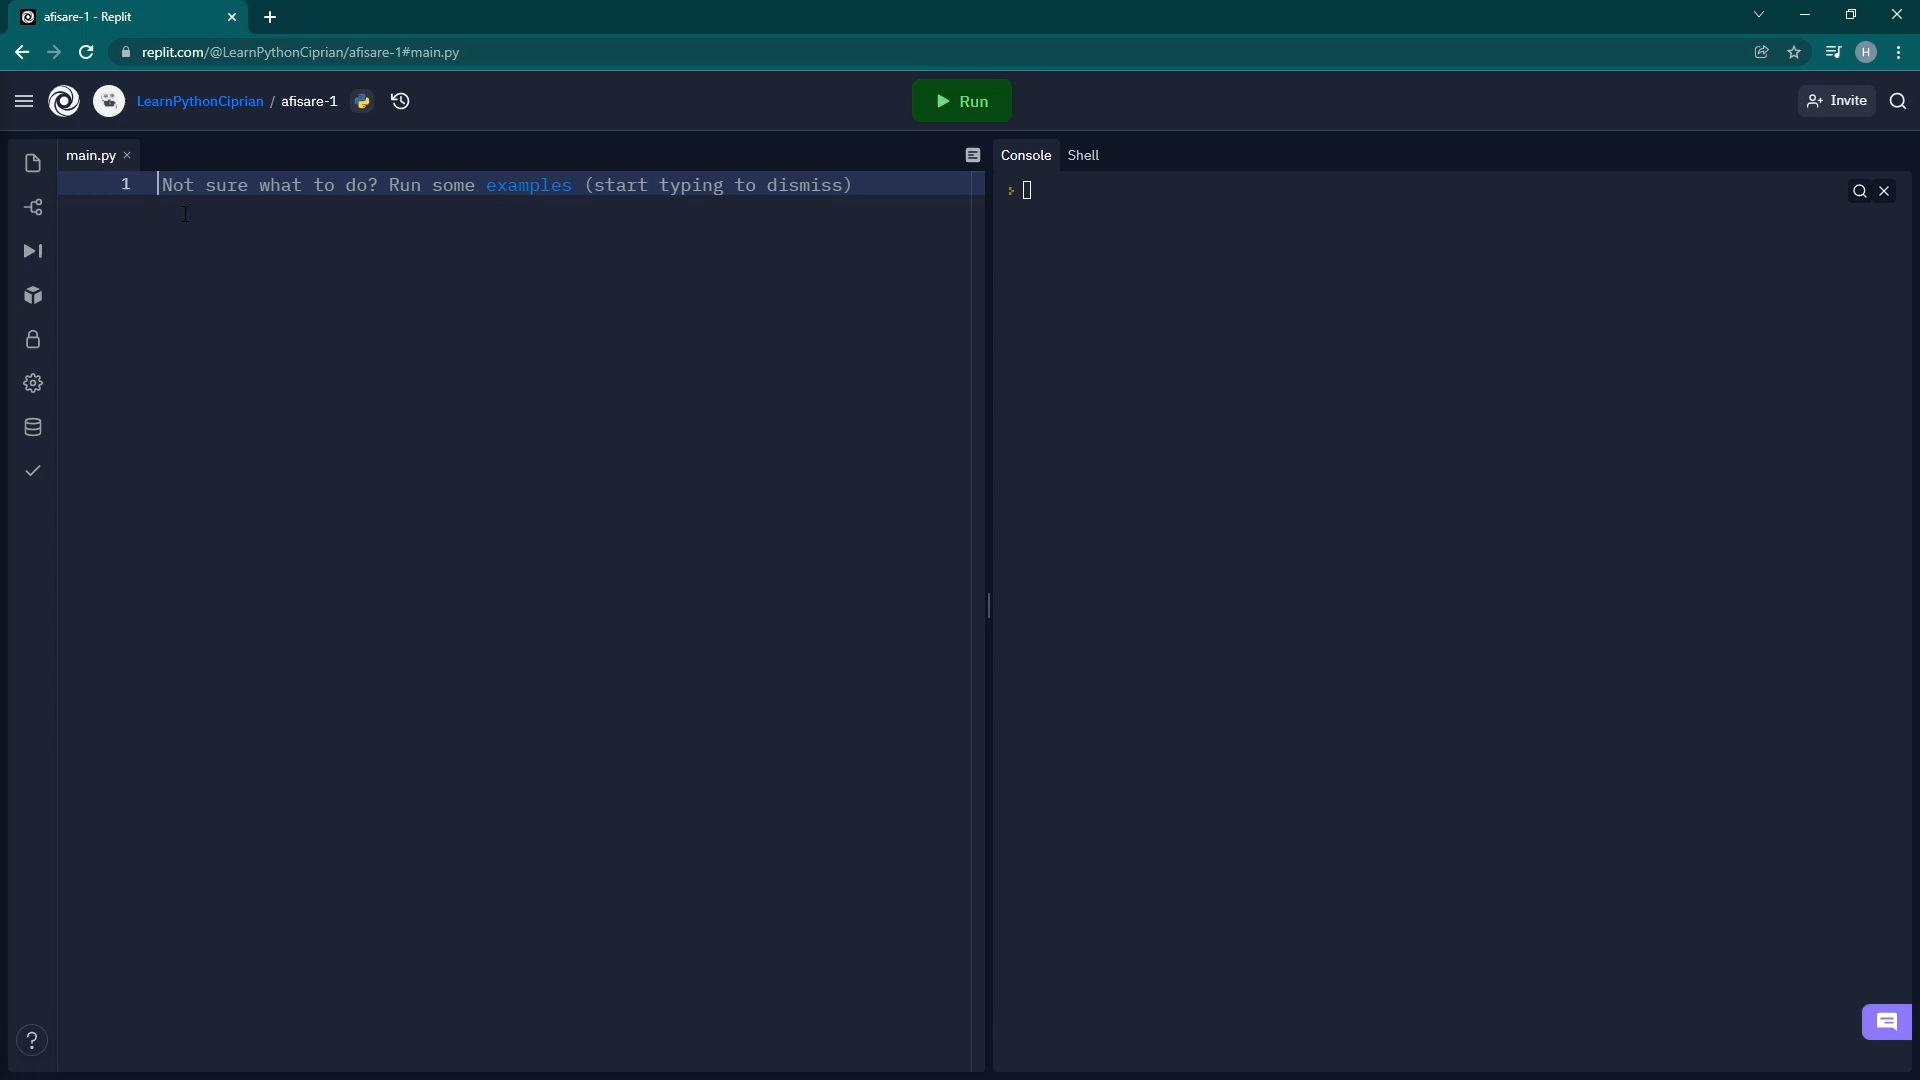 afisare-1 - Replit
replit.com/@LearnPythonCiprian/afisare-1#main.py
H
LearnPythonCiprian / afisare-1
Run
Invite
main.py
Console Shell
1 Not sure what to do? Run some examples (start typing to dismiss)
?